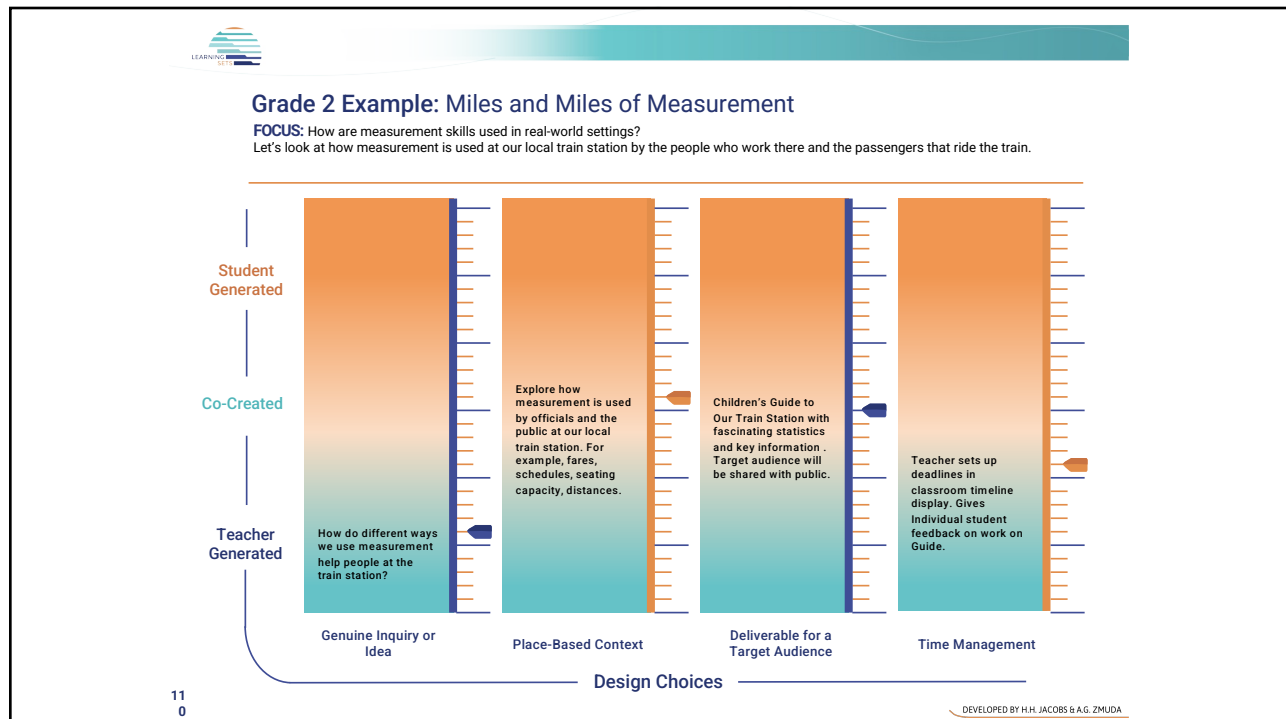 LEARNING
SETS
Grade 2 Example: Miles and Miles of Measurement
FOCUS: How are measurement skills used in real-world settings?
Let's look at how measurement is used at our local train station by the people who work there and the passengers that ride the train.
Student
Generated
Co-Created
Teacher
Generated
How do different ways
we use measurement
help people at the
train station?
Explore how
measurement is used
by officials and the
public at our local
train station. For
example, fares,
schedules, seating
capacity, distances.
Children's Guide to
Our Train Station with
fascinating statistics
and key information .
Target audience will
be shared with public.
Teacher sets up
deadlines in
classroom timeline
display. Gives
Individual student
feedback on work on
Guide.
Genuine Inquiry or
Idea
Place-Based Context
Deliverable for a
Target Audience
Time Management
Design Choices
11
0
DEVELOPED BY H.H. JACOBS & A.G. ZMUDA